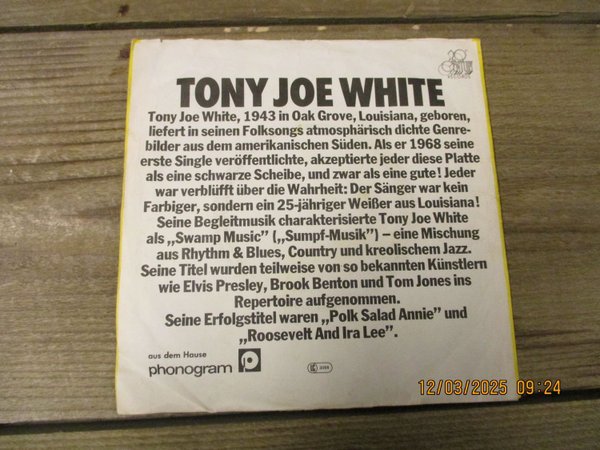 TONY JOE WHITE
Tony Joe White, 1943 in Oak Grove, Louisiana, geboren,
liefert in seinen Folksongs atmosphärisch dichte Genre-
bilder aus dem amerikanischen Süden. Als er 1968 seine
erste Single veröffentlichte, akzeptierte jeder diese Platte
als eine schwarze Scheibe, und zwar als eine gute! Jeder
war verblüfft über die Wahrheit: Der Sänger war kein
Farbiger, sondern ein 25-jähriger Weißer aus Louisiana!
Seine Begleitmusik charakterisierte Tony Joe White
als „Swamp Music” („Sumpf-Musik”) – eine Mischung
aus Rhythm & Blues, Country und kreolischem Jazz.
Seine Titel wurden teilweise von so bekannten Künstlern
wie Elvis Presley, Brook Benton und Tom Jones ins
Repertoire aufgenommen.
Seine Erfolgstitel waren „Polk Salad Annie” und
„Roosevelt And Ira Lee”.
aus dem Hause
phonogram
12/03/2025 09:24